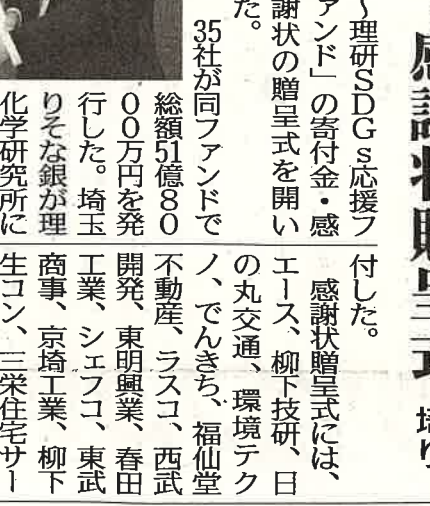 感謝状贈呈式
埼り
～理研SDGs応援フ
ァンド」の寄付金・感
謝状の贈呈式を開い
た。
35社が同ファンドで
総額51億80
00万円を発
行した。埼玉
りそな銀が理
化学研究所に
付した。
感謝状贈呈式には、
エース、柳下技研、日
の丸交通、環境テク
ノ、でんきち、福仙堂
不動産、ラスコ、西武
開発、東明興業、春田
工業、シェフコ、東武
商事、京埼工業、柳下
生コン、三栄住宅サー